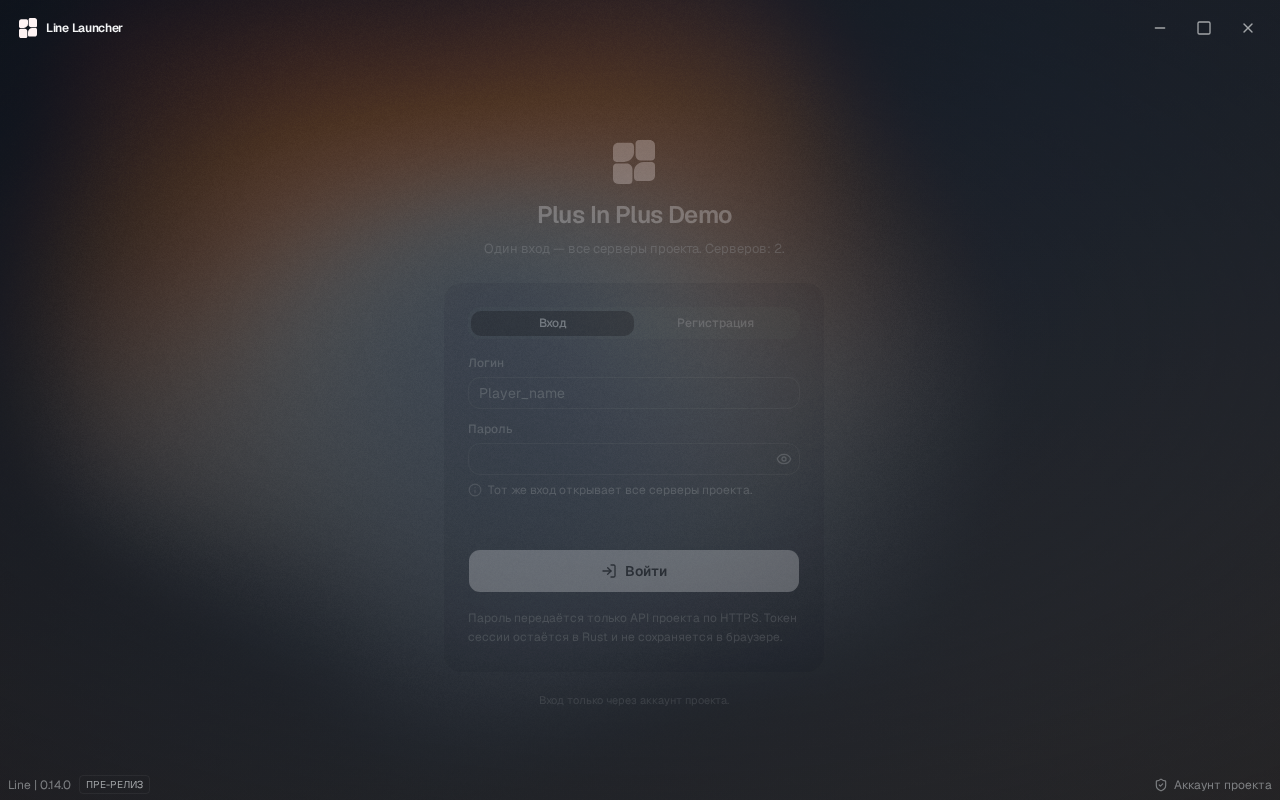 Line Launcher
Plus In Plus Demo
Один вход — все серверы проекта. Серверов: 2.
Вход
Регистрация
Логин
Player_name
Пароль
Тот же вход открывает все серверы проекта.
Войти
Пароль передаётся только API проекта по HTTPS. Токен
сессии остаётся в Rust и не сохраняется в браузере.
Вход только через аккаунт проекта.
Line | 0.14.0
ПРЕ-РЕЛИЗ
Аккаунт проекта